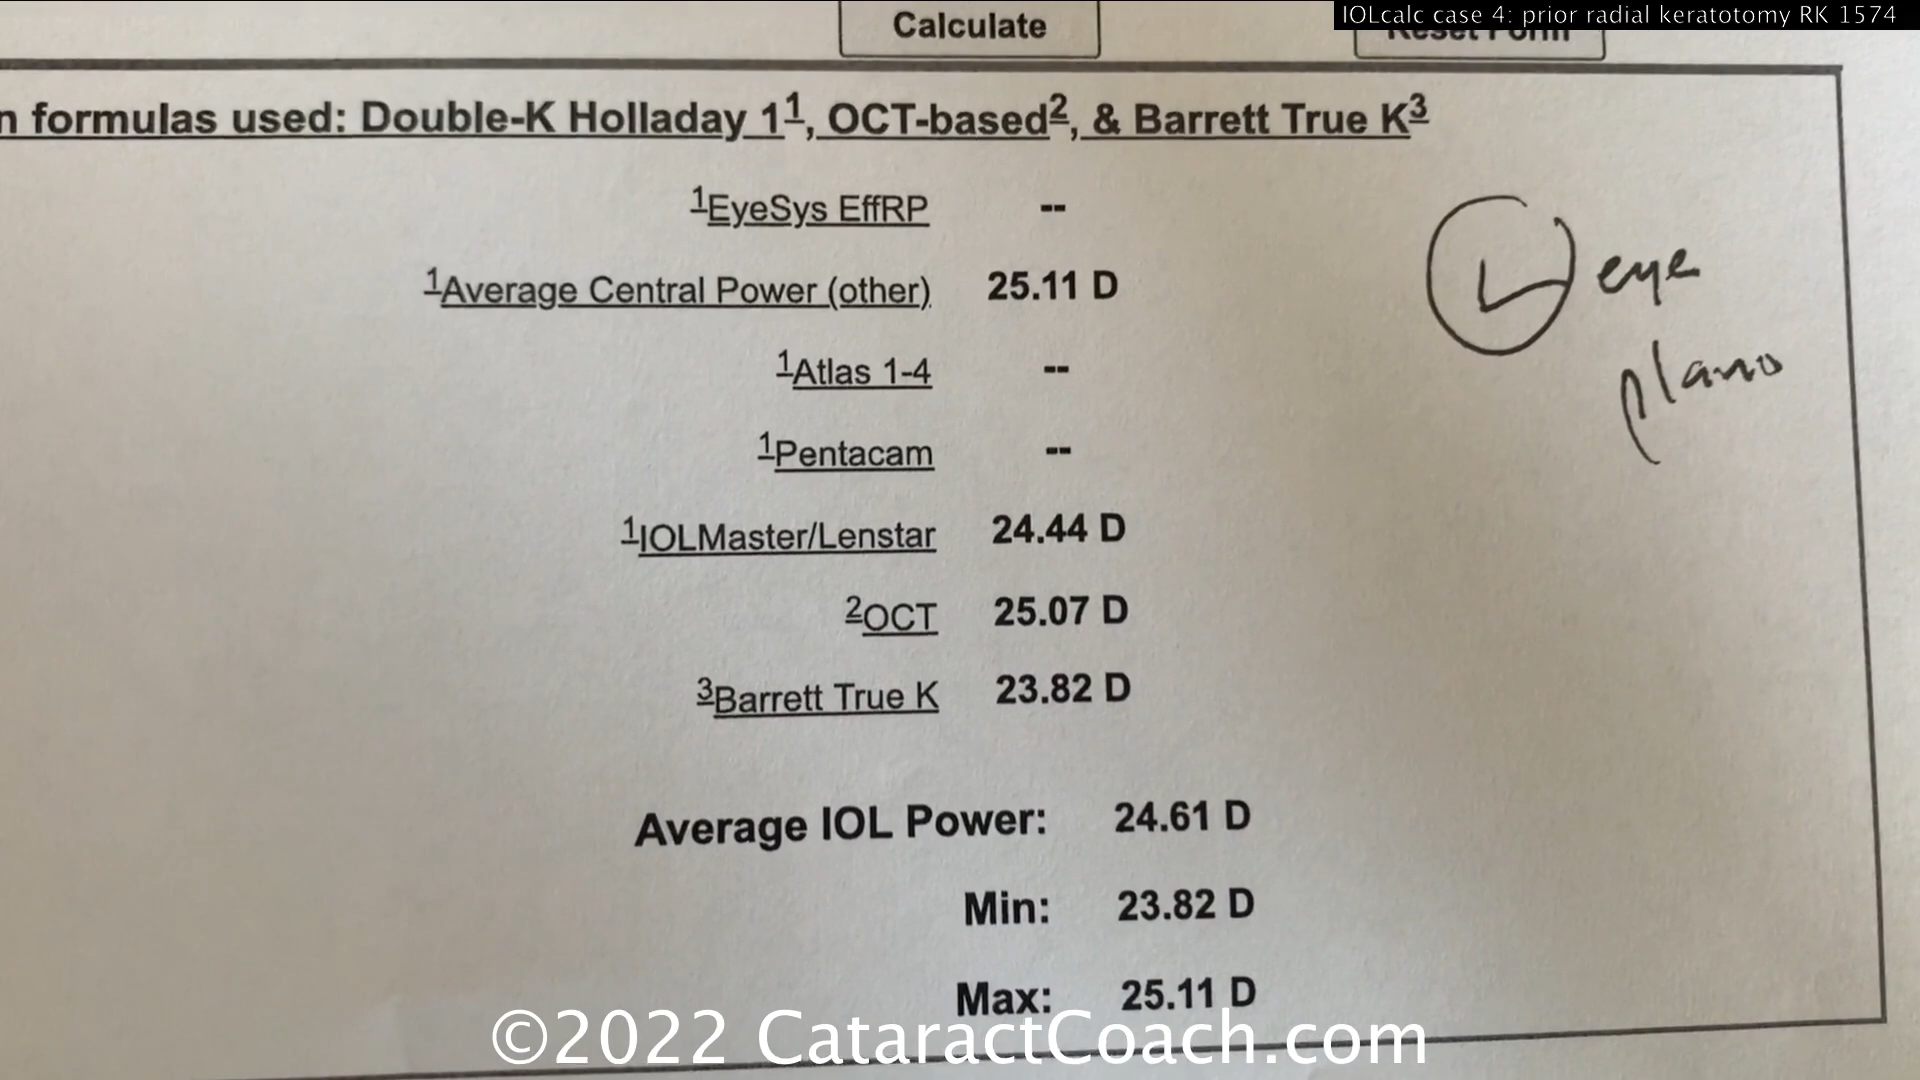 IOLcalc case 4: prior radial keratotomy RK 1574
Calculate
Reset Form
n formulas used: Double-K Holladay 1¹, OCT-based², & Barrett True K³
¹EyeSys EffRP --
¹Average Central Power (other) 25.11 D
¹Atlas 1-4 --
¹Pentacam --
¹IOLMaster/Lenstar 24.44 D
²OCT 25.07 D
³Barrett True K 23.82 D
Average IOL Power: 24.61 D
Min: 23.82 D
Max: 25.11 D
L eye
plano
©2022 CataractCoach.com